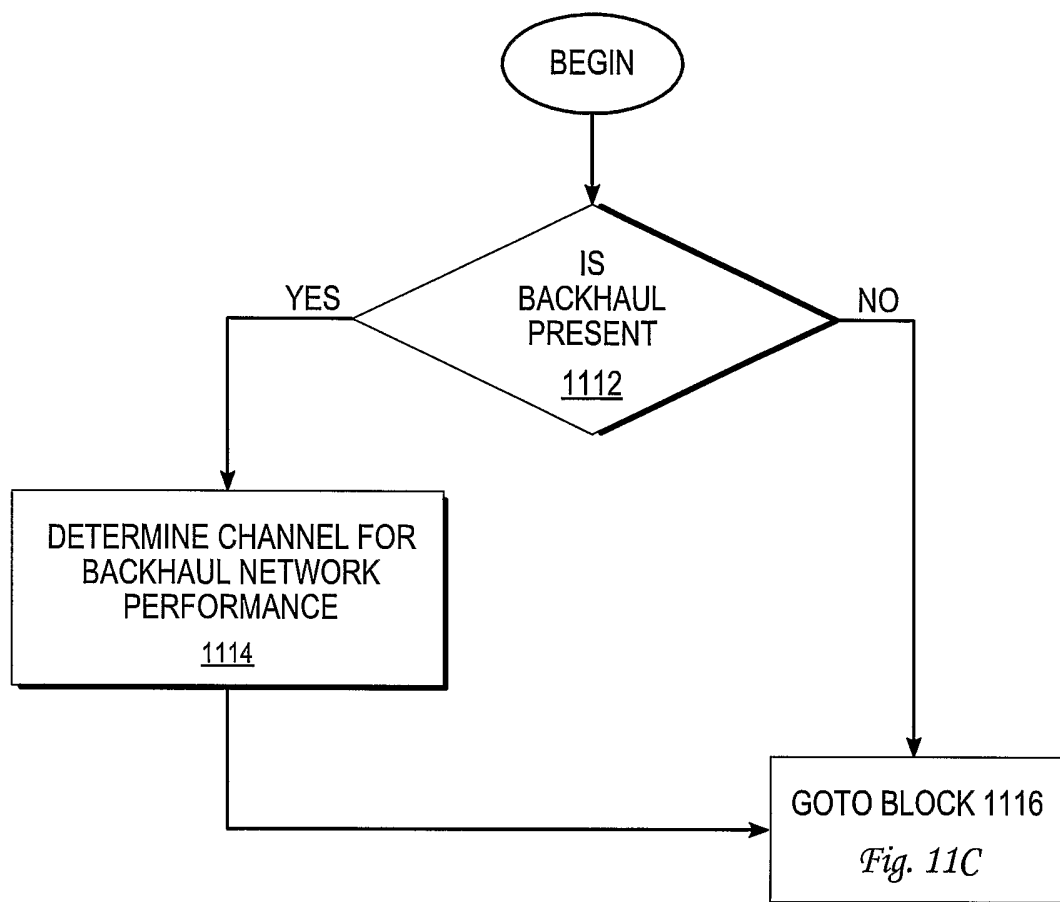 BEGIN
IS
BACKHAUL
PRESENT
1112
YES
NO
DETERMINE CHANNEL FOR
BACKHAUL NETWORK
PERFORMANCE
1114
GOTO BLOCK 1116
Fig. 11C